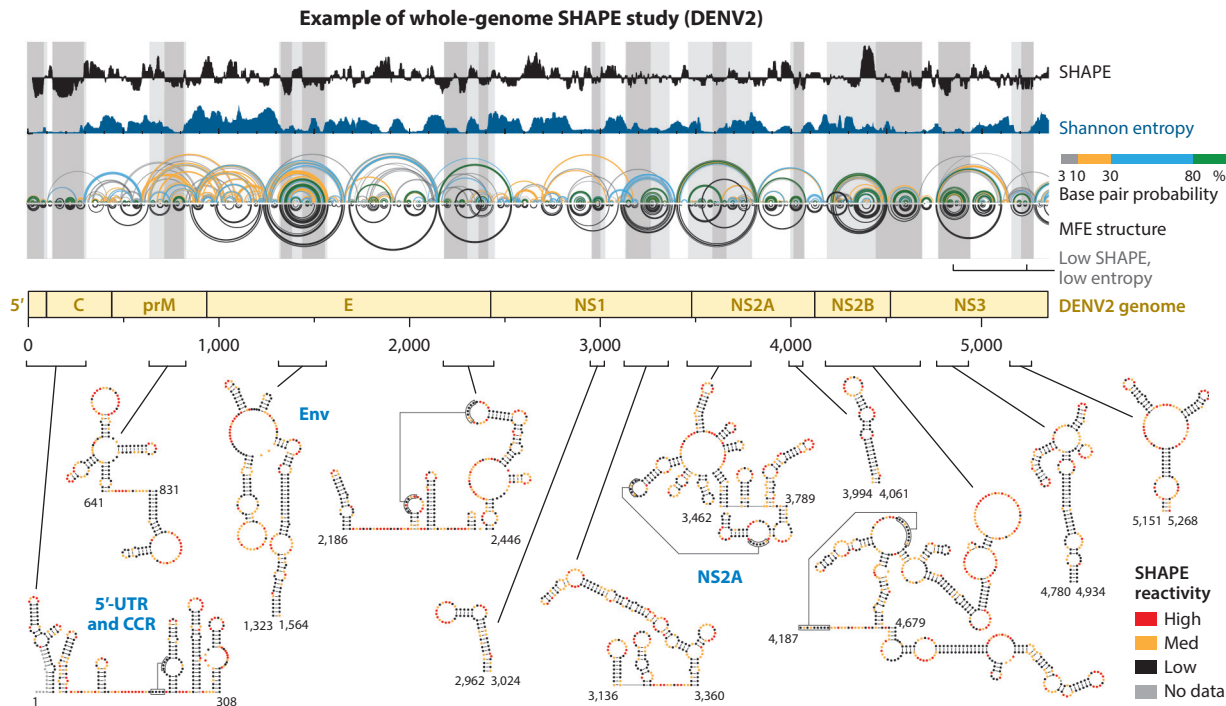 Example of whole-genome SHAPE study (DENV2)
SHAPE
Shannon entropy
3 10 30 80 %
Base pair probability
MFE structure
Low SHAPE,
low entropy
5′ C prM E NS1 NS2A NS2B NS3 DENV2 genome
0 1,000 2,000 3,000 4,000 5,000
Env
641 831
2,186 2,446
3,462 3,789
3,994 4,061
5,151 5,268
NS2A
4,780 4,934
5′-UTR
and CCR
1,323 1,564
4,187 4,679
2,962 3,024
3,136 3,360
1 308
SHAPE
reactivity
High
Med
Low
No data